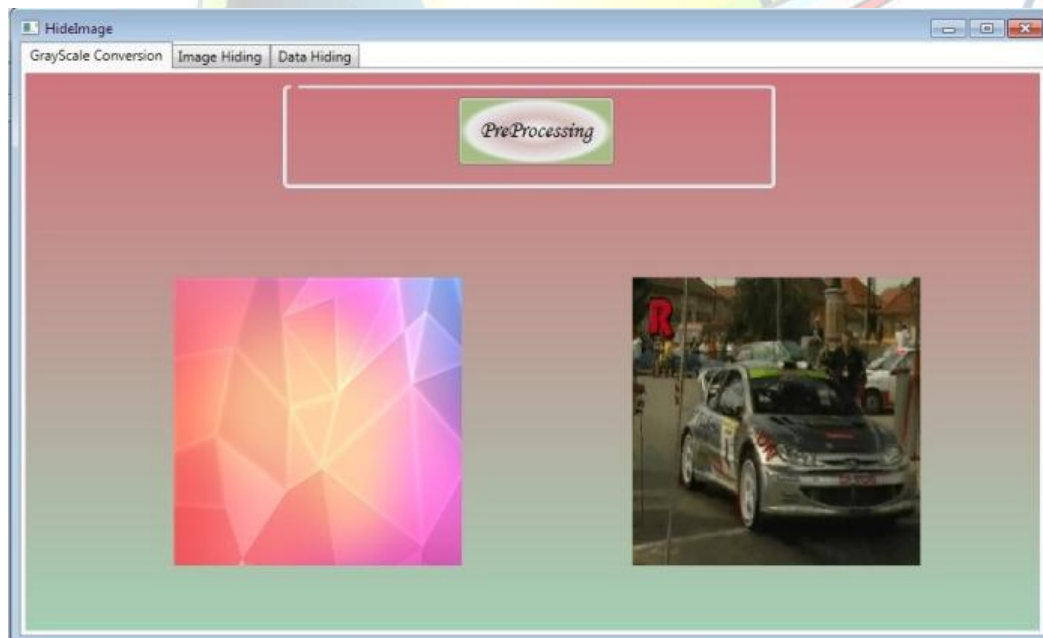 HideImage
GrayScale Conversion Image Hiding Data Hiding
PreProcessing
R